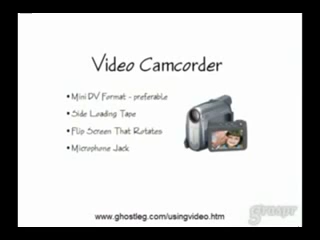 Video Camcorder
• Mini DV Format - preferable
• Side Loading Tape
• Flip Screen That Rotates
• Microphone Jack
www.ghostleg.com/usingvideo.htm
graspr